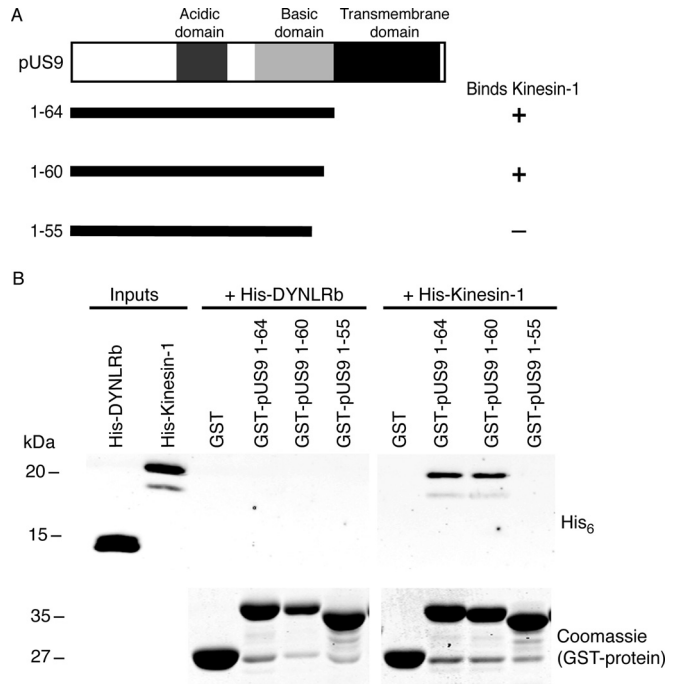 A
Acidic domain
Basic domain
Transmembrane domain
pUS9
Binds Kinesin-1
1-64 +
1-60 +
1-55 –
B
Inputs
+ His-DYNLRb
+ His-Kinesin-1
His-DYNLRb
His-Kinesin-1
GST
GST-pUS9 1-64
GST-pUS9 1-60
GST-pUS9 1-55
GST
GST-pUS9 1-64
GST-pUS9 1-60
GST-pUS9 1-55
kDa
20 –
15 –
His6
35 –
27 –
Coomassie
(GST-protein)